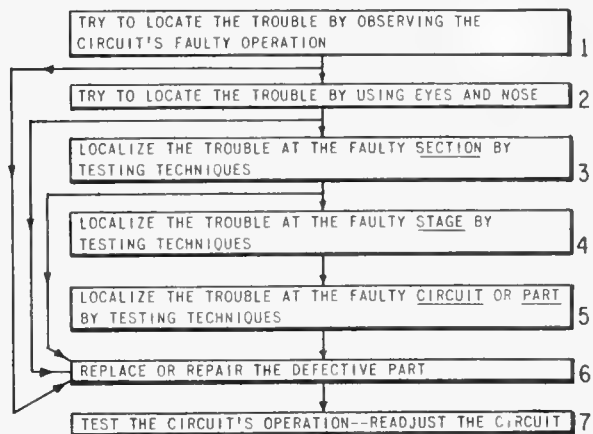 TRY TO LOCATE THE TROUBLE BY OBSERVING THE
CIRCUIT'S FAULTY OPERATION
1
TRY TO LOCATE THE TROUBLE BY USING EYES AND NOSE
2
LOCALIZE THE TROUBLE AT THE FAULTY SECTION BY
TESTING TECHNIQUES
3
LOCALIZE THE TROUBLE AT THE FAULTY STAGE BY
TESTING TECHNIQUES
4
LOCALIZE THE TROUBLE AT THE FAULTY CIRCUIT OR PART
BY TESTING TECHNIQUES
5
REPLACE OR REPAIR THE DEFECTIVE PART
6
TEST THE CIRCUIT'S OPERATION--READJUST THE CIRCUIT
7